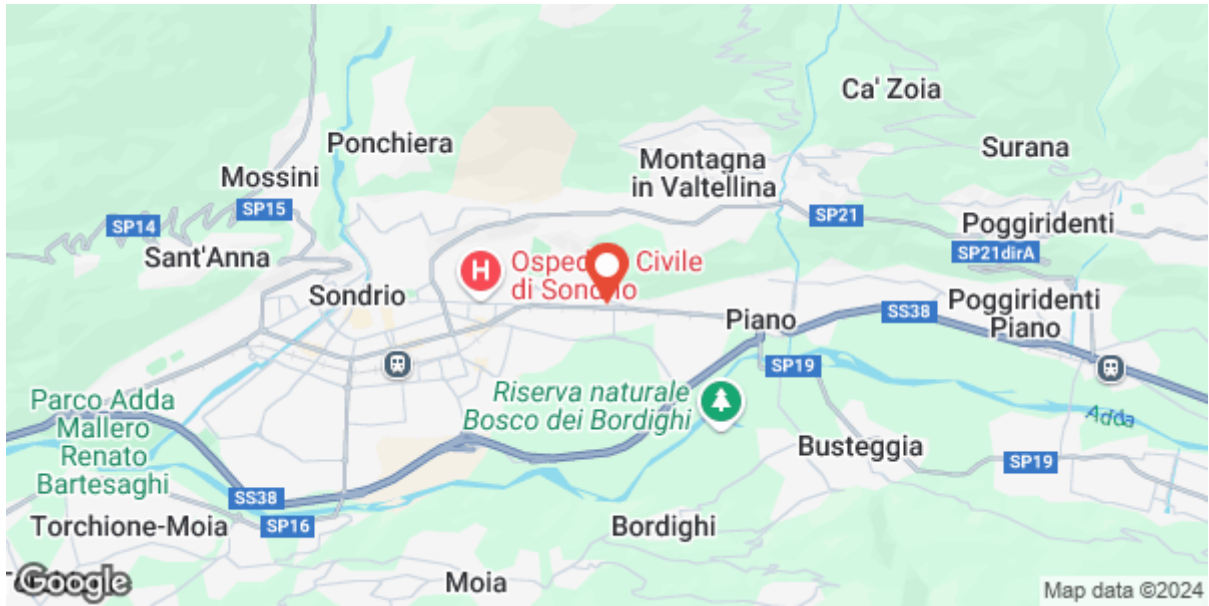 Ca' Zoia
Ponchiera
Surana
Montagna
in Valtellina
Mossini
SP15
SP21
SP14
Poggiridenti
SP21dirA
Sant'Anna
H
Civile
di Sondrio
Sondrio
Piano
Poggiridenti
Piano
SS38
SP19
Riserva naturale
Bosco dei Bordighi
Parco Adda
Mallero
Renato
Bartesaghi
Adda
Busteggia
SP19
SS38
SP16
Torchione-Moia
Bordighi
Moia
Google
Map data ©2024